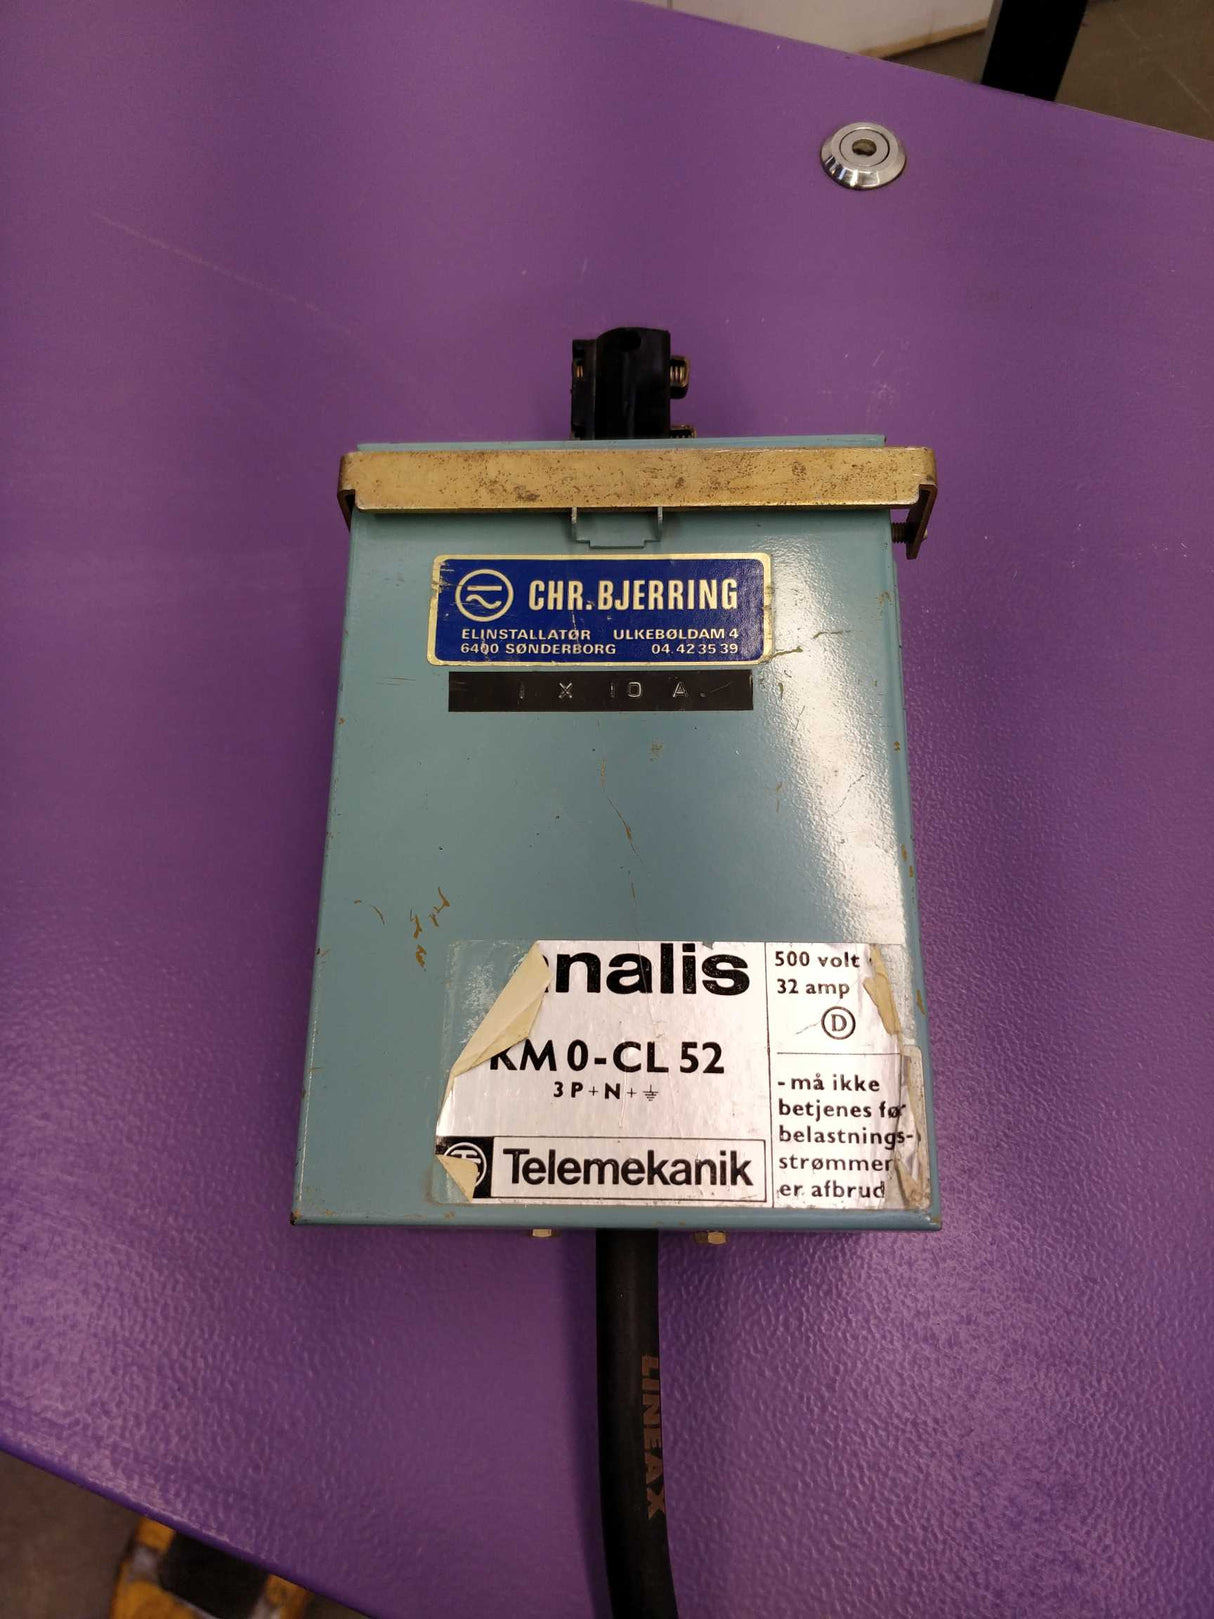 CHR. BJERRING
ELINSTALLATØR ULKEBØLDAM 4
6400 SØNDERBORG 04. 42 35 39
1 X 10 A.
nalis
KM 0-CL 52
3 P + N + ⏚
Telemekanik
500 volt
32 amp
D
- må ikke
betjenes før
belastnings-
strømmen
er afbrudt
LINEAX